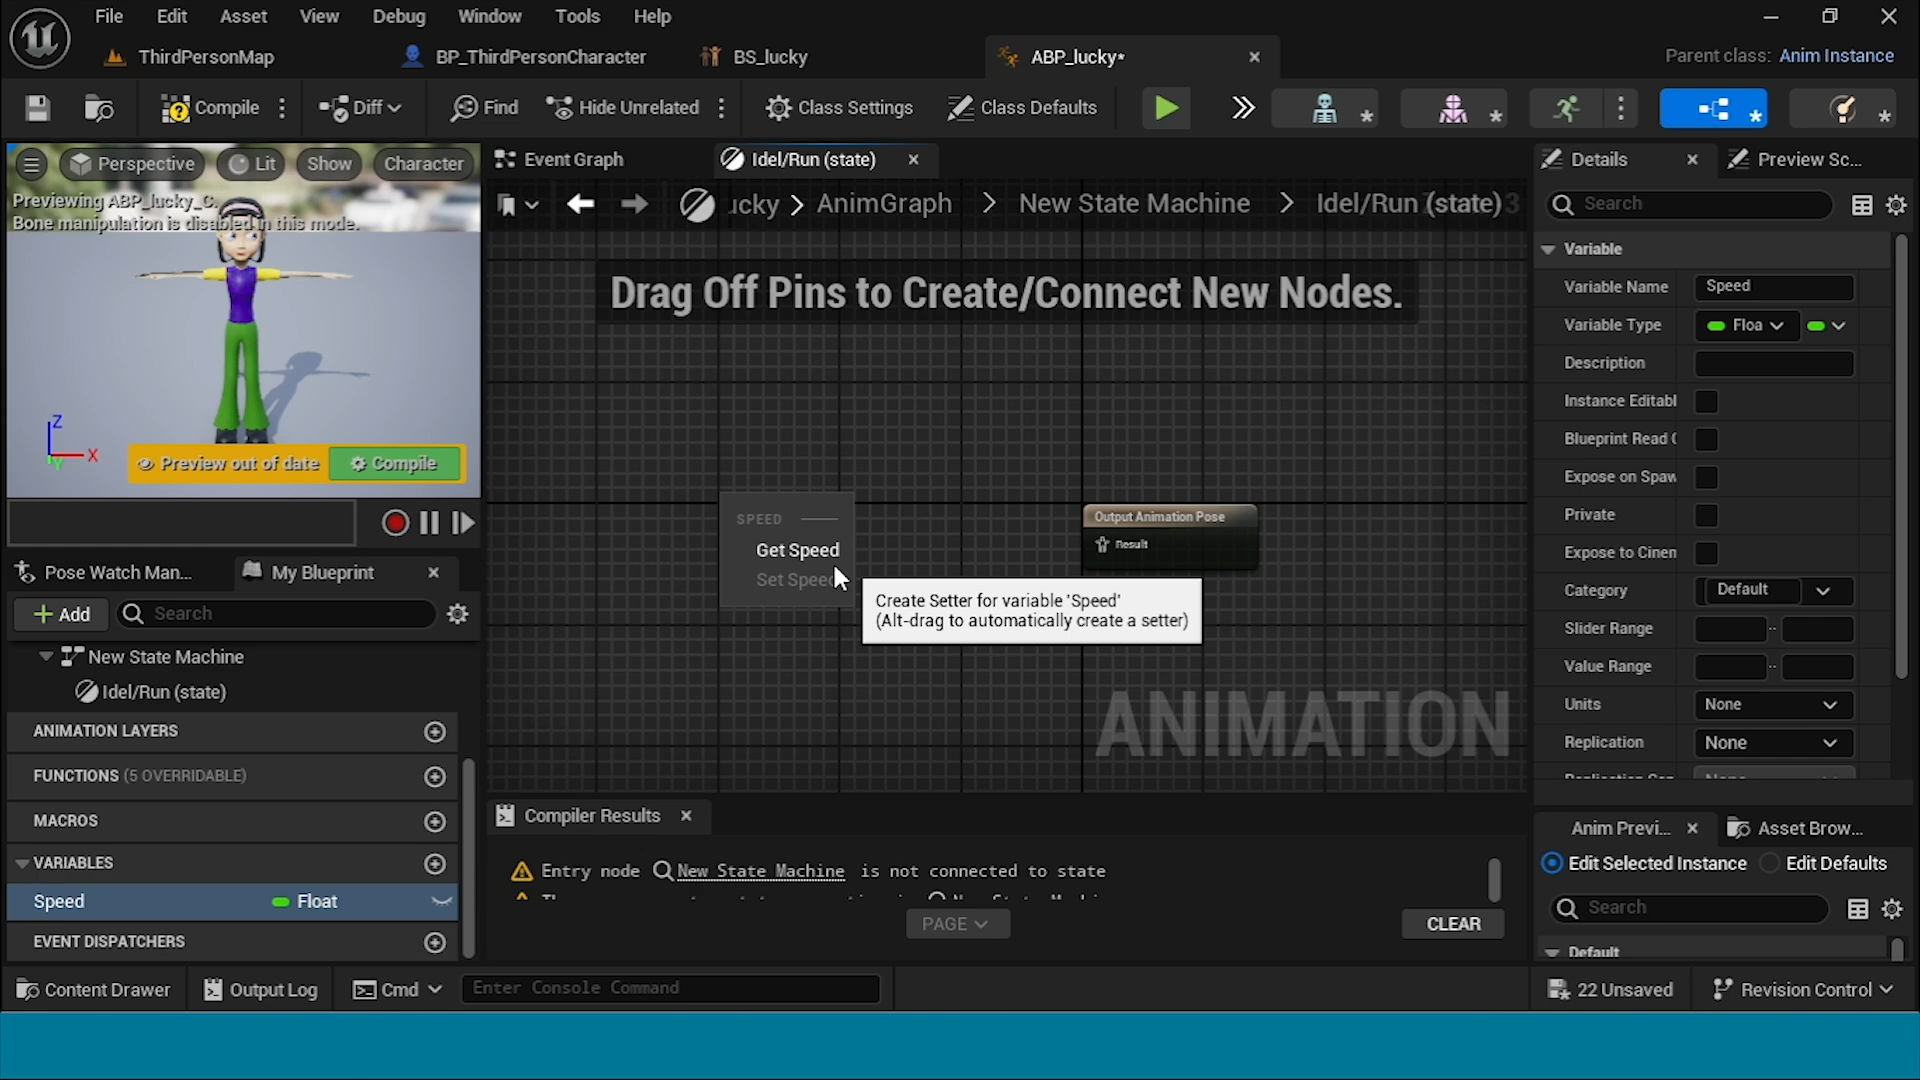 File Edit Asset View Debug Window Tools Help
ThirdPersonMap BP_ThirdPersonCharacter BS_lucky ABP_lucky* Parent class: Anim Instance
Compile Diff Find Hide Unrelated Class Settings Class Defaults
Perspective Lit Show Character
Previewing ABP_lucky_C.
Bone manipulation is disabled in this mode.
Z
X
Y
Preview out of date Compile
Pose Watch Man... My Blueprint
Add Search
New State Machine
Idel/Run (state)
ANIMATION LAYERS
FUNCTIONS (5 OVERRIDABLE)
MACROS
VARIABLES
Speed Float
EVENT DISPATCHERS
Event Graph Idel/Run (state)
ucky > AnimGraph > New State Machine > Idel/Run (state)
Drag Off Pins to Create/Connect New Nodes.
SPEED
Get Speed
Set Speed
Create Setter for variable 'Speed'
(Alt-drag to automatically create a setter)
Output Animation Pose
Result
ANIMATION
Compiler Results
Entry node New State Machine is not connected to state
PAGE CLEAR
Details Preview Sc...
Search
Variable
Variable Name Speed
Variable Type Floa
Description
Instance Editabl
Blueprint Read
Expose on Spaw
Private
Expose to Cinem
Category Default
Slider Range
Value Range
Units None
Replication None
Anim Previ... Asset Brow...
Edit Selected Instance Edit Defaults
Search
Default
Content Drawer Output Log Cmd Enter Console Command 22 Unsaved Revision Control